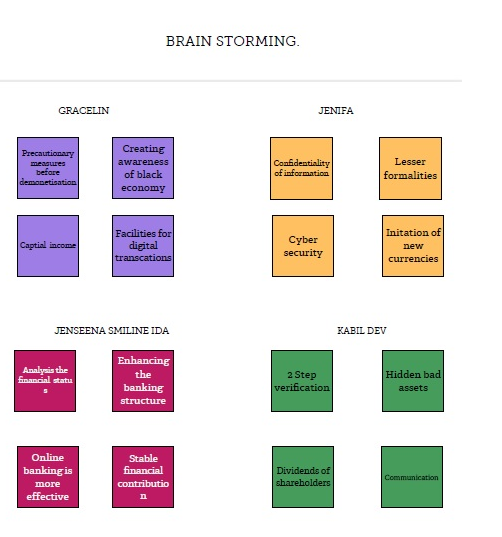 BRAIN STORMING.
GRACELIN
JENIFA
Precautionary
measures
before
demonetisation
Creating
awareness
of black
economy
Confidentiality
of information
Lesser
formalities
Captial income
Facilities for
digital
transcations
Cyber
security
Initation of
new
currencies
JENSEENA SMILINE IDA
KABIL DEV
Analysis the
financial statu
s
Enhancing
the
banking
structure
2 Step
verification
Hidden bad
assets
Online
banking is
more
effective
Stable
financial
contributio
n
Dividends of
shareholders
Communication